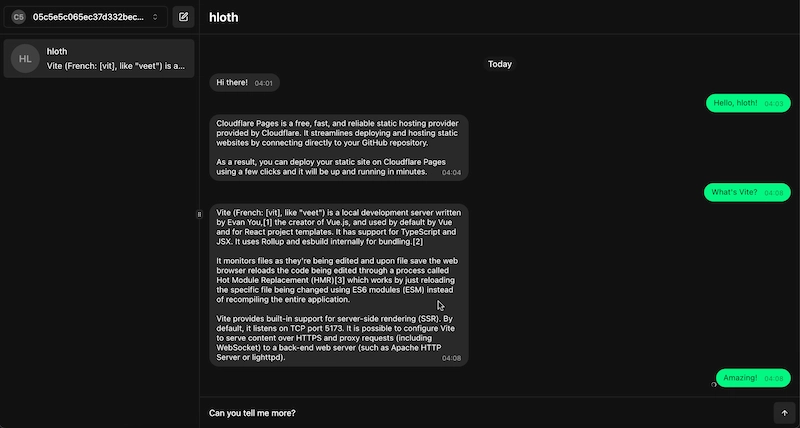 CS 05c5e5c065ec37d332bec...
hloth
HL
hloth
Vite (French: [vit], like "veet") is a...
Today
Hi there! 04:01
Hello, hloth! 04:03
Cloudflare Pages is a free, fast, and reliable static hosting provider
provided by Cloudflare. It streamlines deploying and hosting static
websites by connecting directly to your GitHub repository.
As a result, you can deploy your static site on Cloudflare Pages
using a few clicks and it will be up and running in minutes. 04:04
What's Vite? 04:06
Vite (French: [vit], like "veet") is a local development server written
by Evan You,[1] the creator of Vue.js, and used by default by Vue
and for React project templates. It has support for TypeScript and
JSX. It uses Rollup and esbuild internally for bundling.[2]
It monitors files as they're being edited and upon file save the web
browser reloads the code being edited through a process called
Hot Module Replacement (HMR)[3] which works by just reloading
the specific file being changed using ES6 modules (ESM) instead
of recompiling the entire application.
Vite provides built-in support for server-side rendering (SSR). By
default, it listens on TCP port 5173. It is possible to configure Vite
to serve content over HTTPS and proxy requests (including
WebSocket) to a back-end web server (such as Apache HTTP
Server or lighttpd). 04:08
Amazing! 04:08
Can you tell me more?